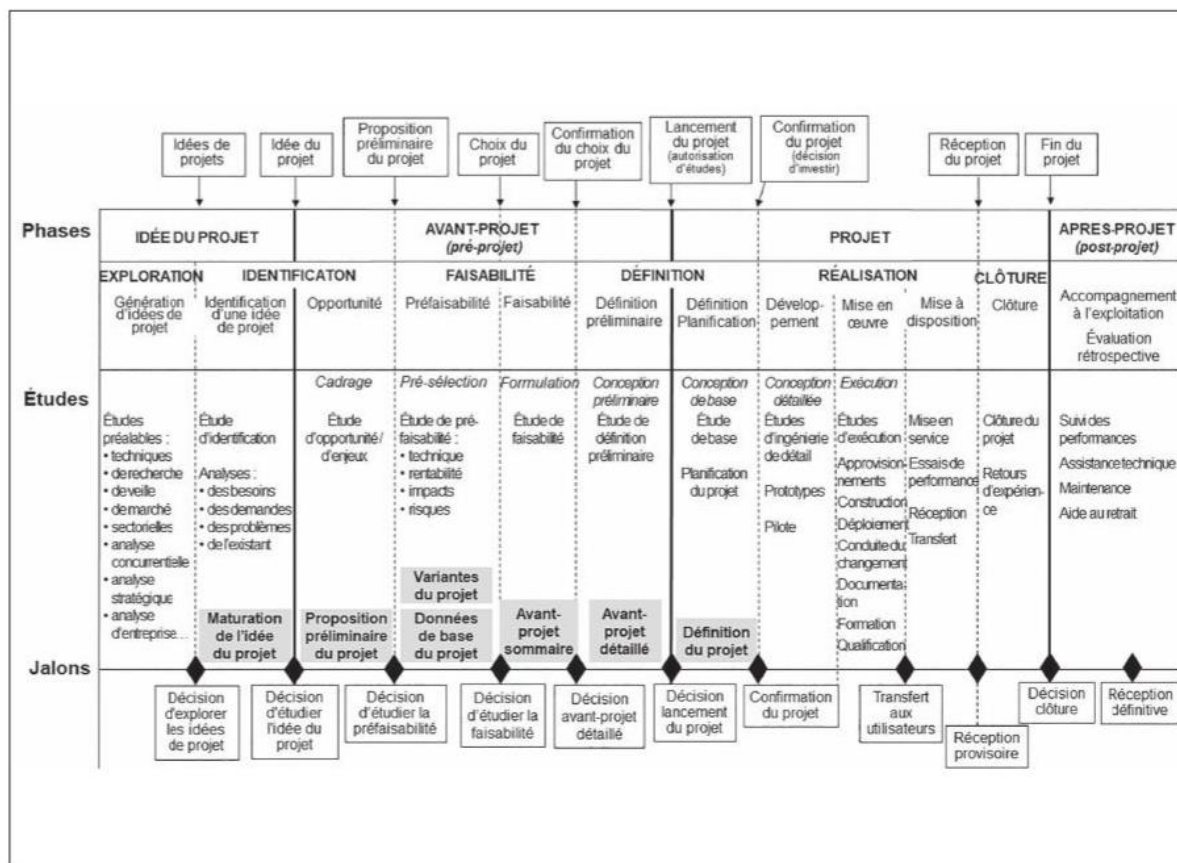 Idées de
projets
Idée du
projet
Proposition
préliminaire
du projet
Choix du
projet
Confirmation
du choix du
projet
Lancement
du projet
(autorisation
d'études)
Confirmation
du projet
(décision
d'investir)
Réception
du projet
Fin du
projet
Phases
IDÉE DU PROJET
AVANT-PROJET
(pré-projet)
PROJET
APRES-PROJET
(post-projet)
EXPLORATION
IDENTIFICATON
FAISABILITÉ
DÉFINITION
RÉALISATION
CLÔTURE
Génération
d'idées de
projet
Identification
d'une idée
de projet
Opportunité
Préfaisabilité
Faisabilité
Définition
préliminaire
Définition
Planification
Dévelop-
pement
Mise en
œuvre
Mise à
disposition
Clôture
Accompagnement
à l'exploitation
Évaluation
rétrospective
Études
Études
préalables :
• techniques
• de recherche
• de veille
• de marché
• sectorielles
• analyse
concurrentielle
• analyse
stratégique
• analyse
d'entreprise...
Étude
d'identification
Analyses :
• des besoins
• des demandes
• des problèmes
• de l'existant
Maturation
de l'idée
du projet
Cadrage
Étude
d'opportunité/
d'enjeux
Proposition
préliminaire
du projet
Pré-sélection
Étude de pré-
faisabilité :
• technique
• rentabilité
• impacts
• risques
Variantes
du projet
Données
de base
du projet
Formulation
Étude de
faisabilité
Avant-
projet
sommaire
Conception
préliminaire
Étude de
définition
préliminaire
Avant-
projet
détaillé
Conception
de base
Étude
de base
Planification
du projet
Définition
du projet
Conception
détaillée
Études
d'ingénierie
de détail
Prototypes
Pilote
Exécution
Études
d'exécution
Approvision-
nements
Construction
Déploiement
Conduite du
changement
Documenta-
tion
Formation
Qualification
Mise en
service
Essais de
performance
Réception
Transfert
Clôture du
projet
Retours
d'expérien-
ce
Suivi des
performances
Assistance technique
Maintenance
Aide au retrait
Jalons
Décision
d'explorer
les idées
de projet
Décision
d'étudier
l'idée du
projet
Décision
d'étudier la
préfaisabilité
Décision
d'étudier la
faisabilité
Décision
avant-projet
détaillé
Décision
lancement
du projet
Confirmation
du projet
Transfert
aux
utilisateurs
Réception
provisoire
Décision
clôture
Réception
définitive